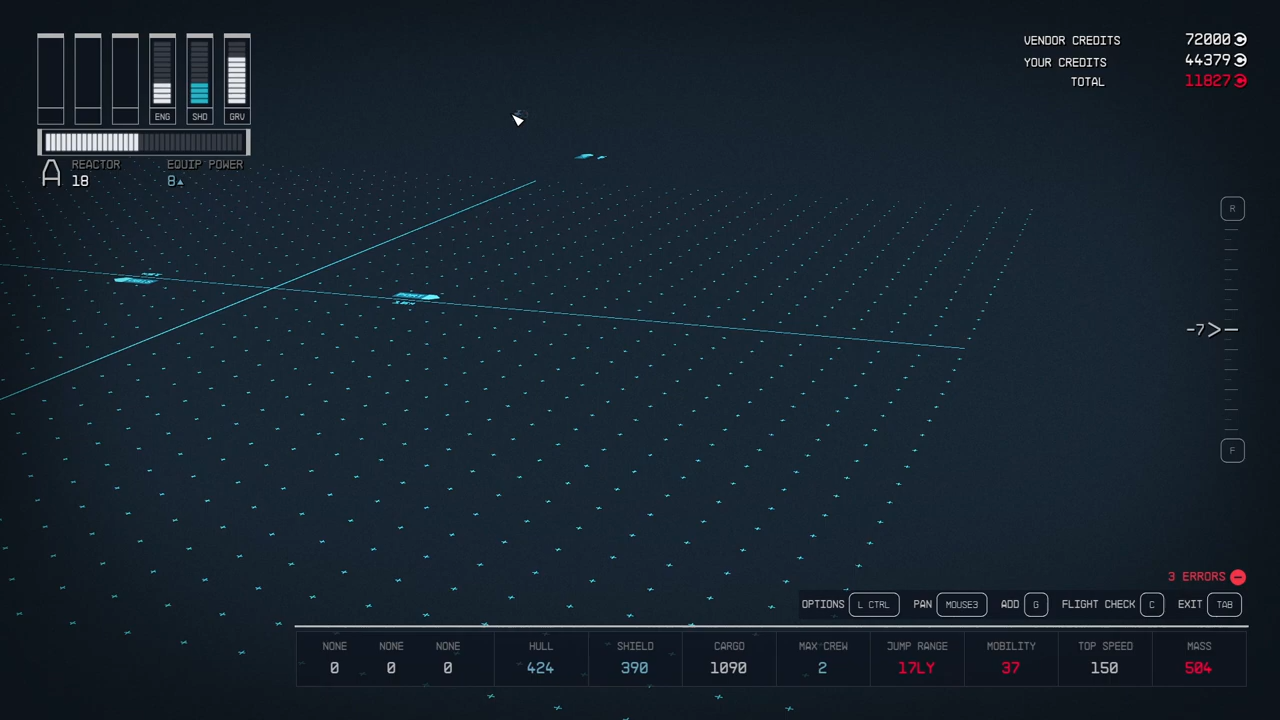 VENDOR CREDITS 72000
YOUR CREDITS 44379
TOTAL 11827
ENG SHD GRV
REACTOR EQUIP POWER
18 8
R
-7
F
3 ERRORS
OPTIONS L CTRL PAN MOUSE3 ADD G FLIGHT CHECK C EXIT TAB
NONE NONE NONE HULL SHIELD CARGO MAX CREW JUMP RANGE MOBILITY TOP SPEED MASS
0 0 0 424 390 1090 2 17LY 37 150 504